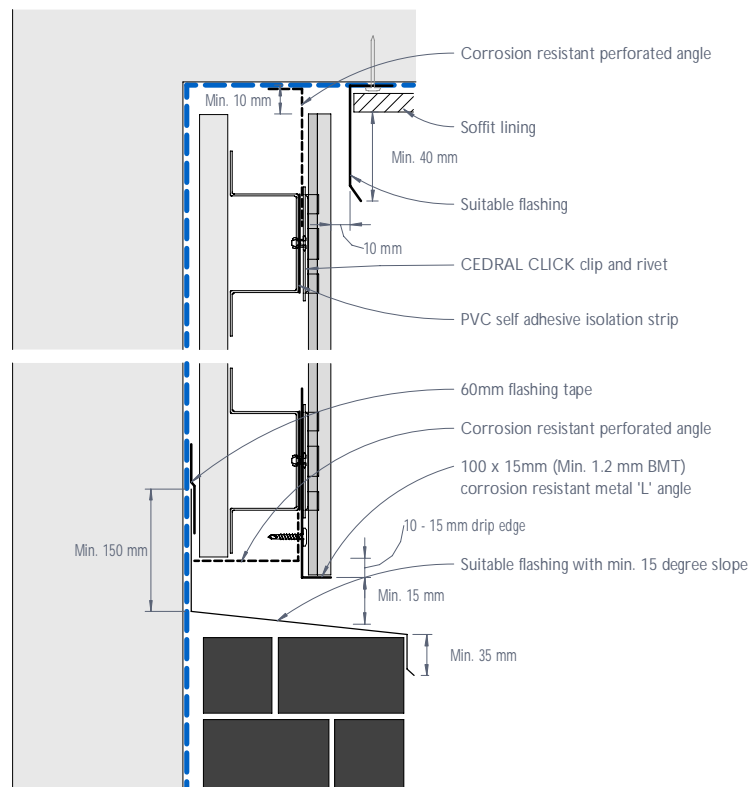 Corrosion resistant perforated angle
Min. 10 mm
Soffit lining
Min. 40 mm
Suitable flashing
10 mm
CEDRAL CLICK clip and rivet
PVC self adhesive isolation strip
60mm flashing tape
Corrosion resistant perforated angle
100 x 15mm (Min. 1.2 mm BMT)
corrosion resistant metal 'L' angle
10 - 15 mm drip edge
Min. 150 mm
Suitable flashing with min. 15 degree slope
Min. 15 mm
Min. 35 mm